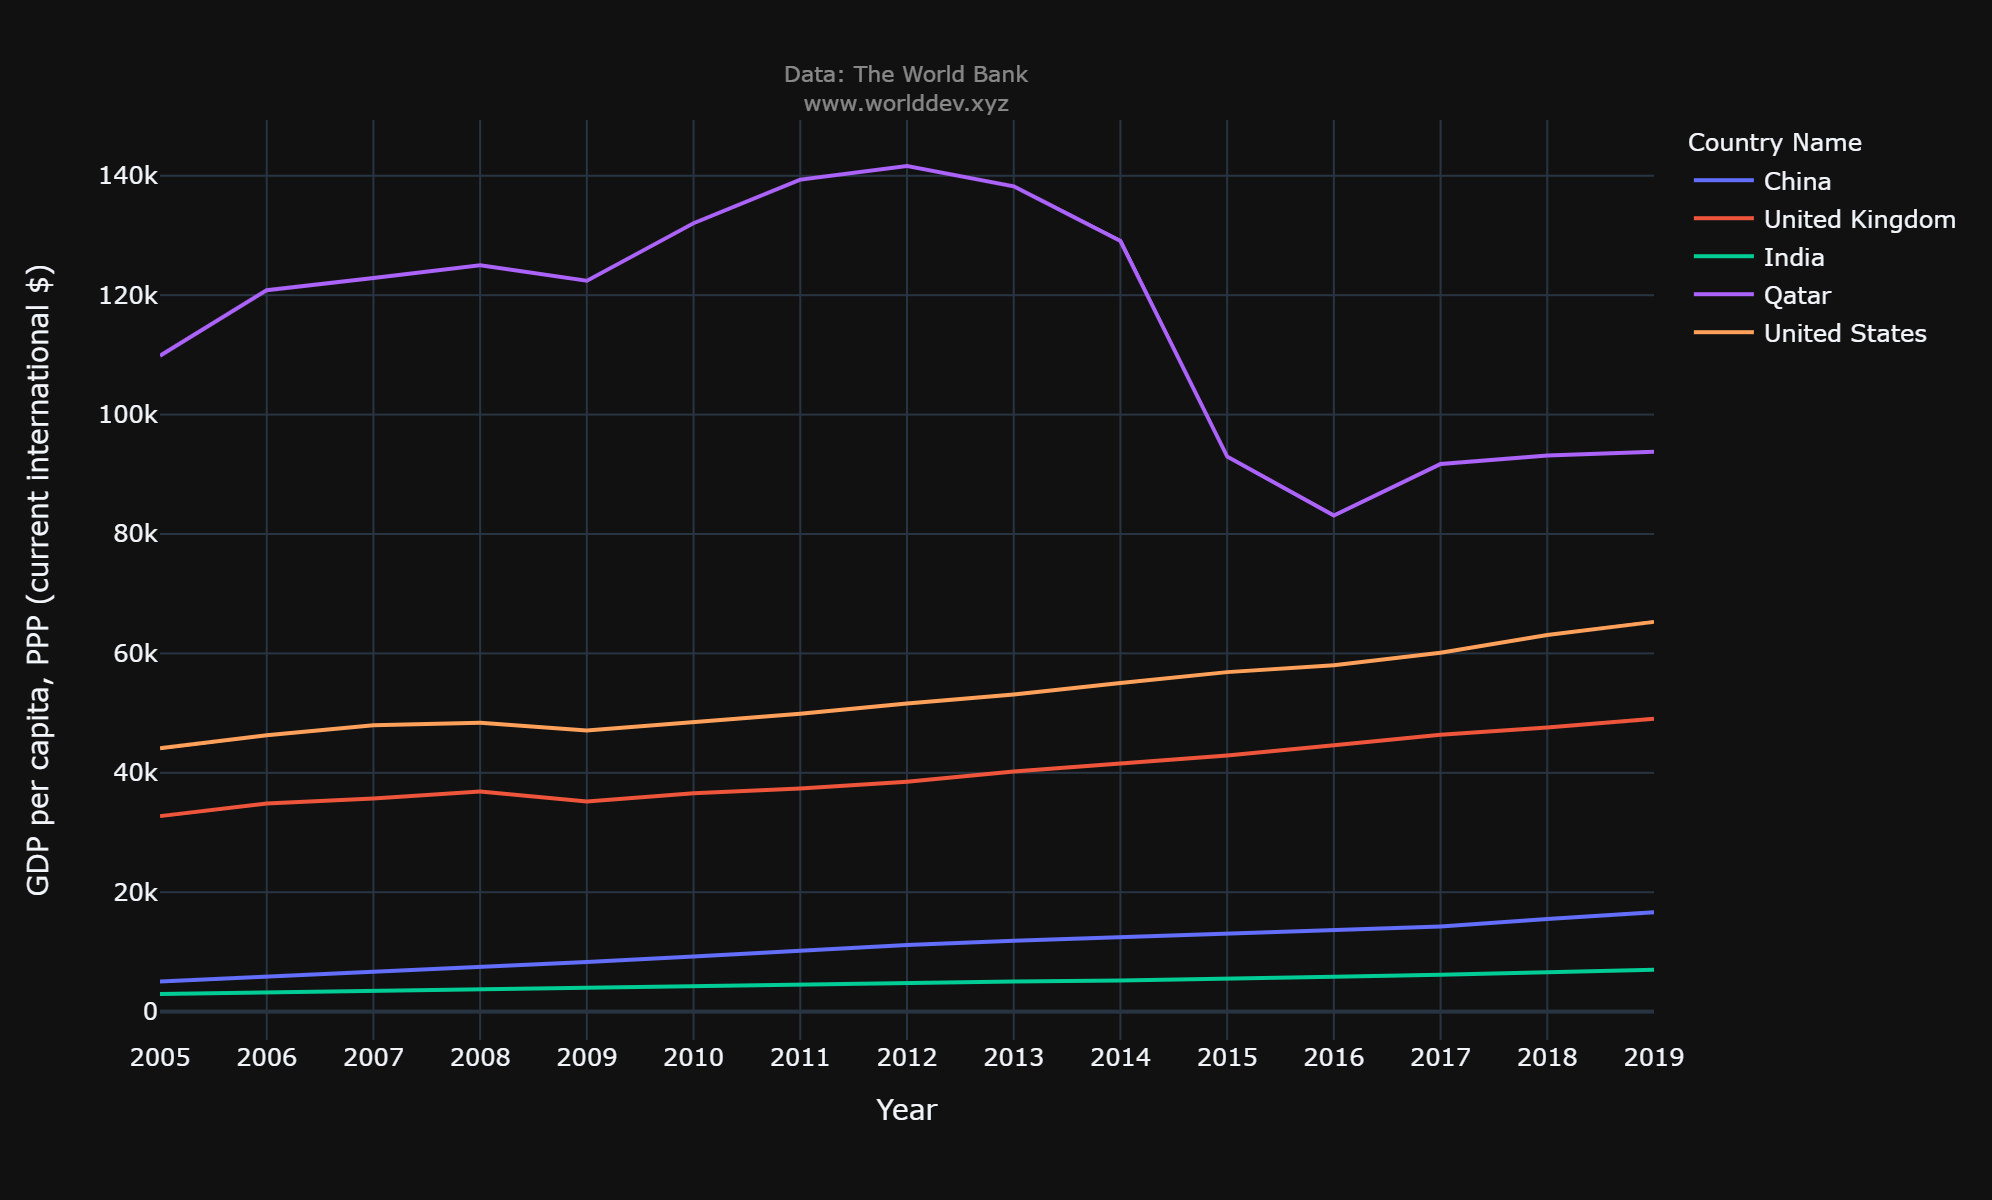 Data: The World Bank
www.worlddev.xyz
GDP per capita, PPP (current international $)
140k
120k
100k
80k
60k
40k
20k
0
2005 2006 2007 2008 2009 2010 2011 2012 2013 2014 2015 2016 2017 2018 2019
Year
Country Name
China
United Kingdom
India
Qatar
United States